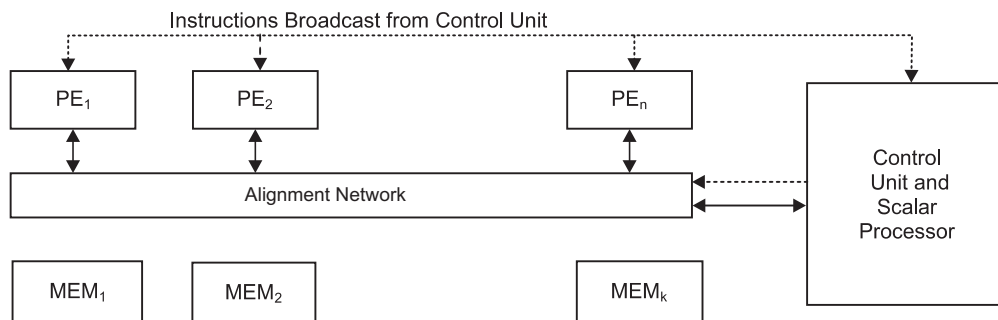 Instructions Broadcast from Control Unit
PE₁ PE₂ PEₙ
Alignment Network
Control
Unit and
Scalar
Processor
MEM₁ MEM₂ MEMₖ